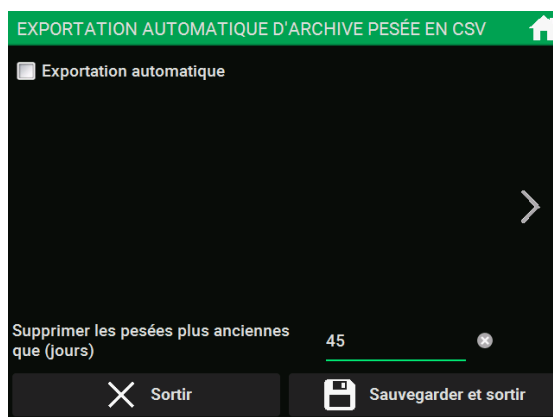 EXPORTATION AUTOMATIQUE D'ARCHIVE PESÉE EN CSV
Exportation automatique
Supprimer les pesées plus anciennes
que (jours)
45
Sortir
Sauvegarder et sortir